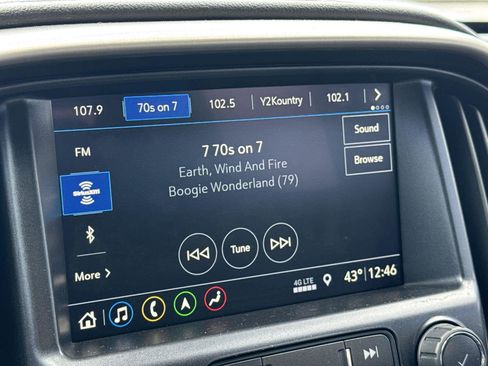 107.9 70s on 7 102.5 Y2Kountry 102.1
FM
7 70s on 7
Sound
Earth, Wind And Fire
Browse
Boogie Wonderland (79)
SiriusXM
Tune
More
4G LTE 43° 12:46